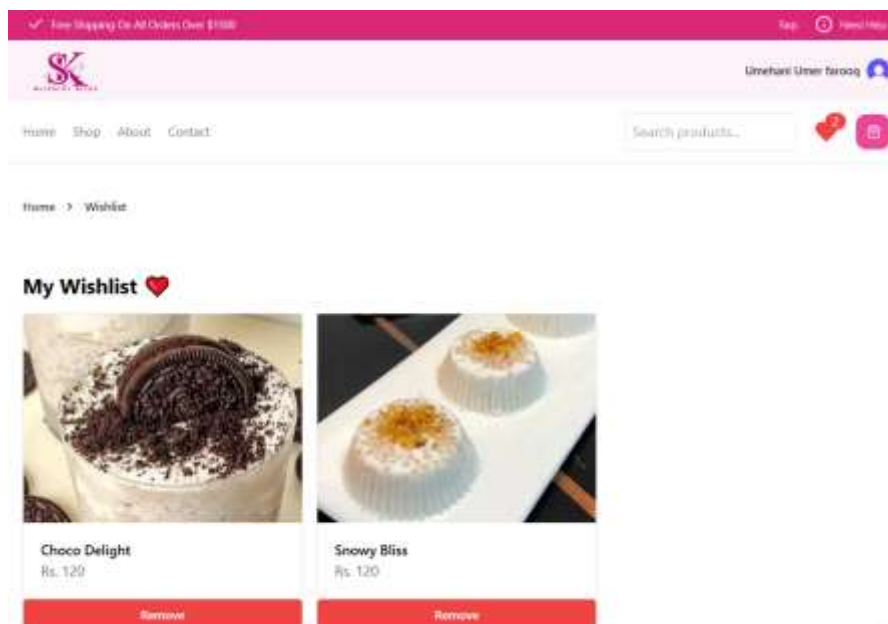 Free Shipping On All Orders Over $1000
Faqs Need Help
SK
Umehani Umer farooq
Home Shop About Contact
Search products...
2
Home > Wishlist
My Wishlist
Choco Delight
Rs. 120
Remove
Snowy Bliss
Rs. 120
Remove